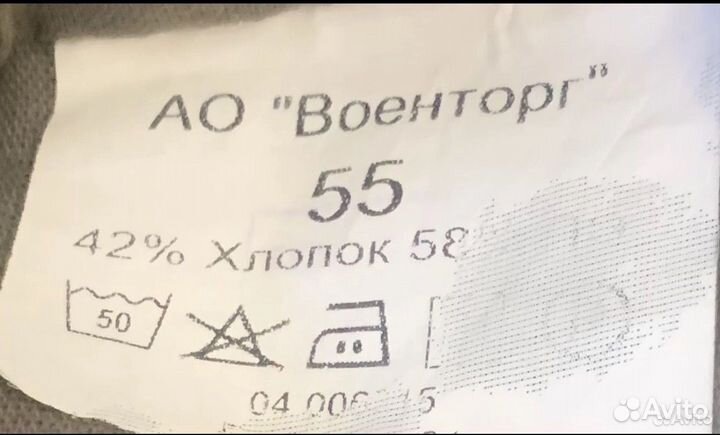 АО "Военторг"
55
42% Хлопок 58
50
Avito